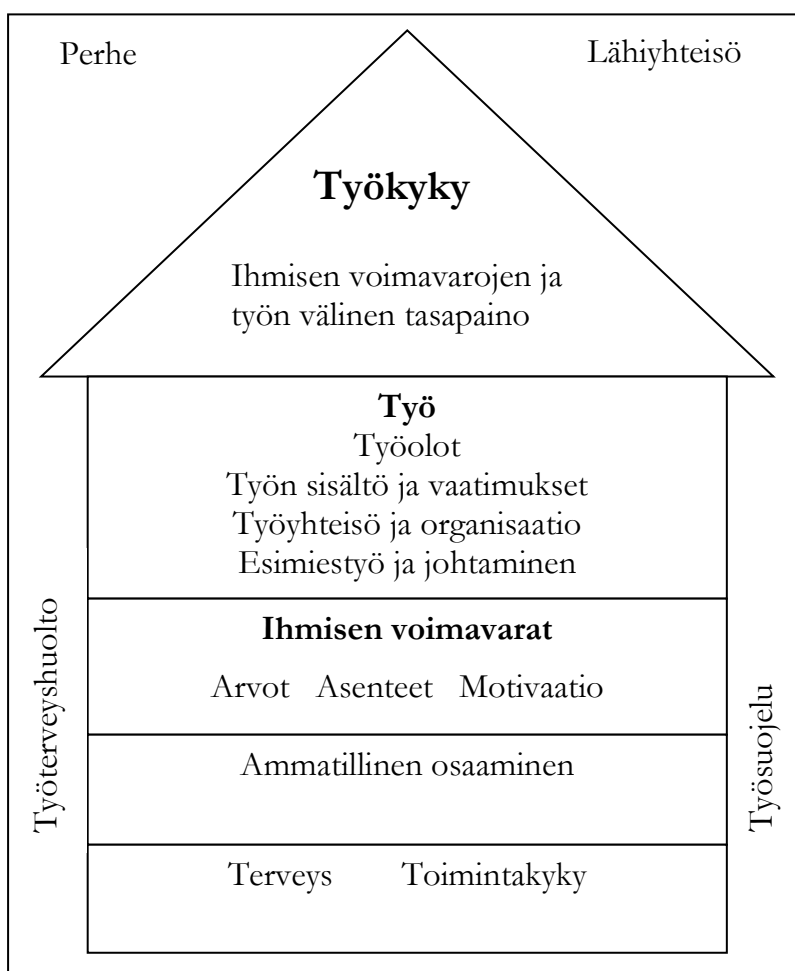 Perhe
Lähiyhteisö
Työkyky
Ihmisen voimavarojen ja
työn välinen tasapaino
Työ
Työolot
Työn sisältö ja vaatimukset
Työyhteisö ja organisaatio
Esimiestyö ja johtaminen
Ihmisen voimavarat
Arvot Asenteet Motivaatio
Ammatillinen osaaminen
Terveys Toimintakyky
Työterveyshuolto
Työsuojelu